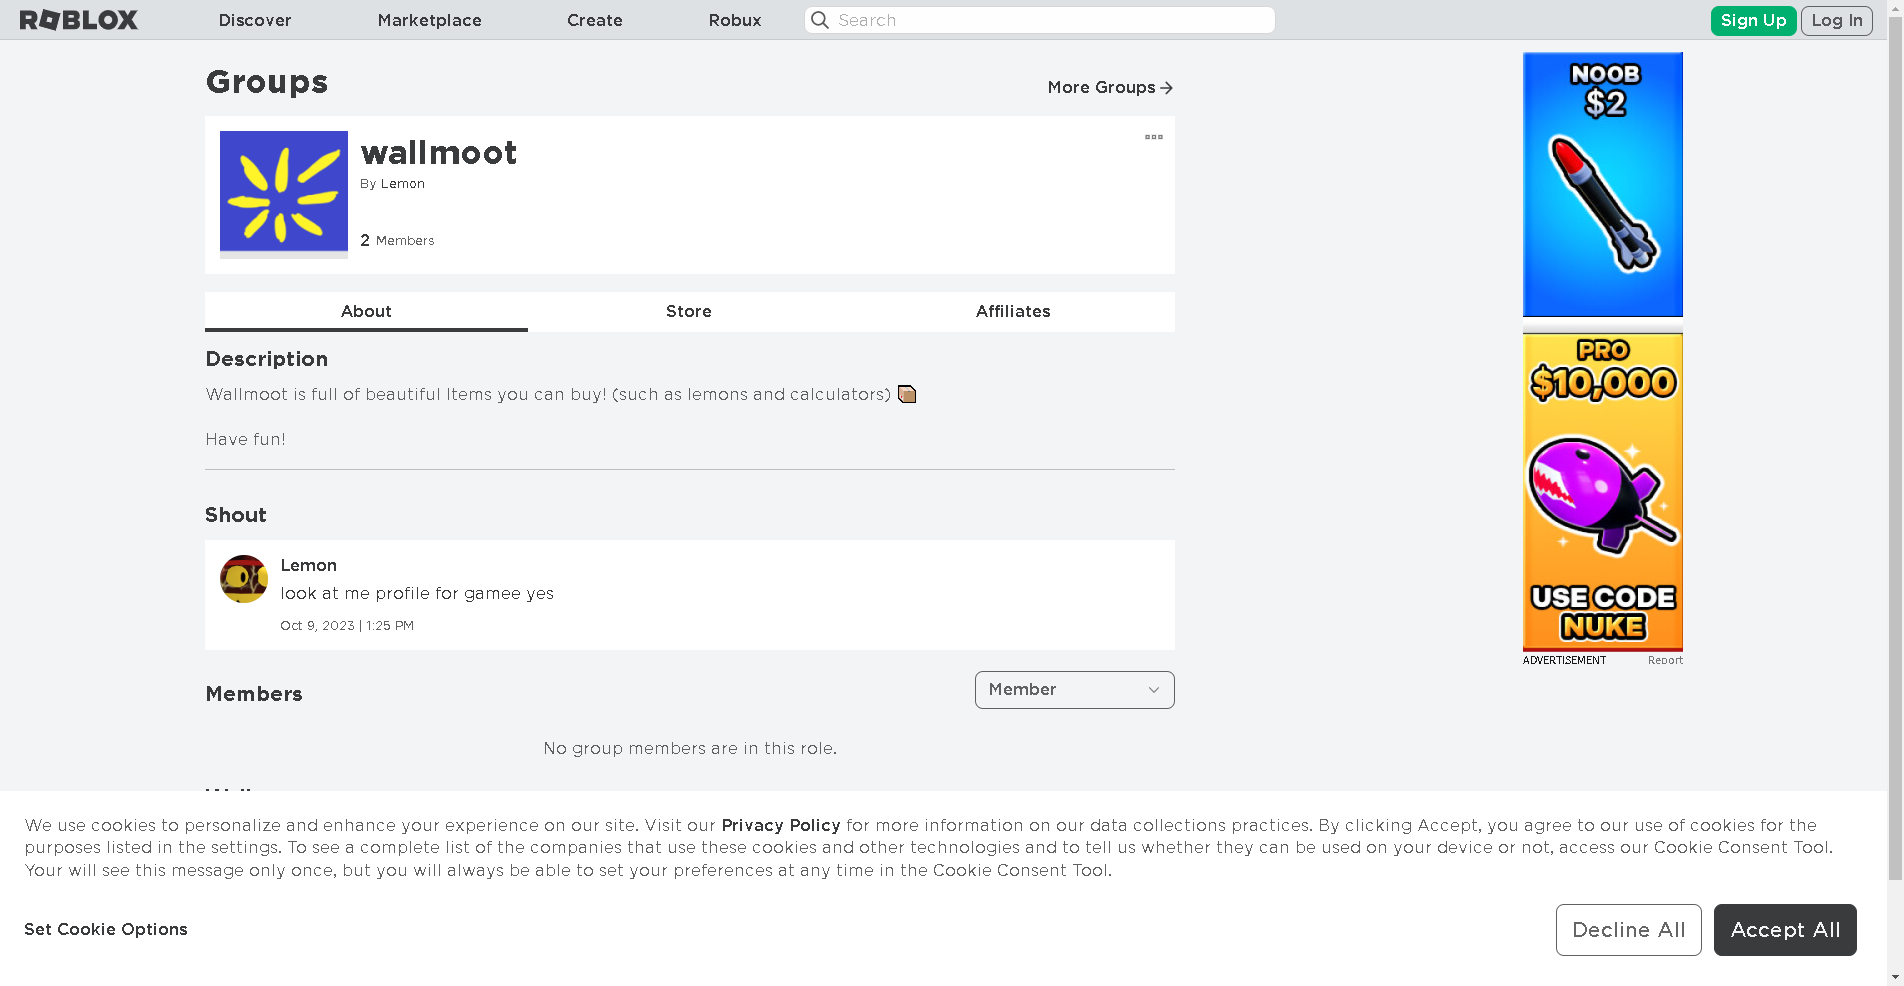 ROBLOX
Discover
Marketplace
Create
Robux
Search
Sign Up
Log In
Groups
More Groups
wallmoot
By Lemon
2 Members
About
Store
Affiliates
Description
Wallmoot is full of beautiful Items you can buy! (such as lemons and calculators)
Have fun!
Shout
Lemon
look at me profile for gamee yes
Oct 9, 2023 | 1:25 PM
Members
Member
No group members are in this role.
NOOB
$2
PRO
$10,000
USE CODE
NUKE
ADVERTISEMENT
Report
We use cookies to personalize and enhance your experience on our site. Visit our Privacy Policy for more information on our data collections practices. By clicking Accept, you agree to our use of cookies for the
purposes listed in the settings. To see a complete list of the companies that use these cookies and other technologies and to tell us whether they can be used on your device or not, access our Cookie Consent Tool.
Your will see this message only once, but you will always be able to set your preferences at any time in the Cookie Consent Tool.
Set Cookie Options
Decline All
Accept All